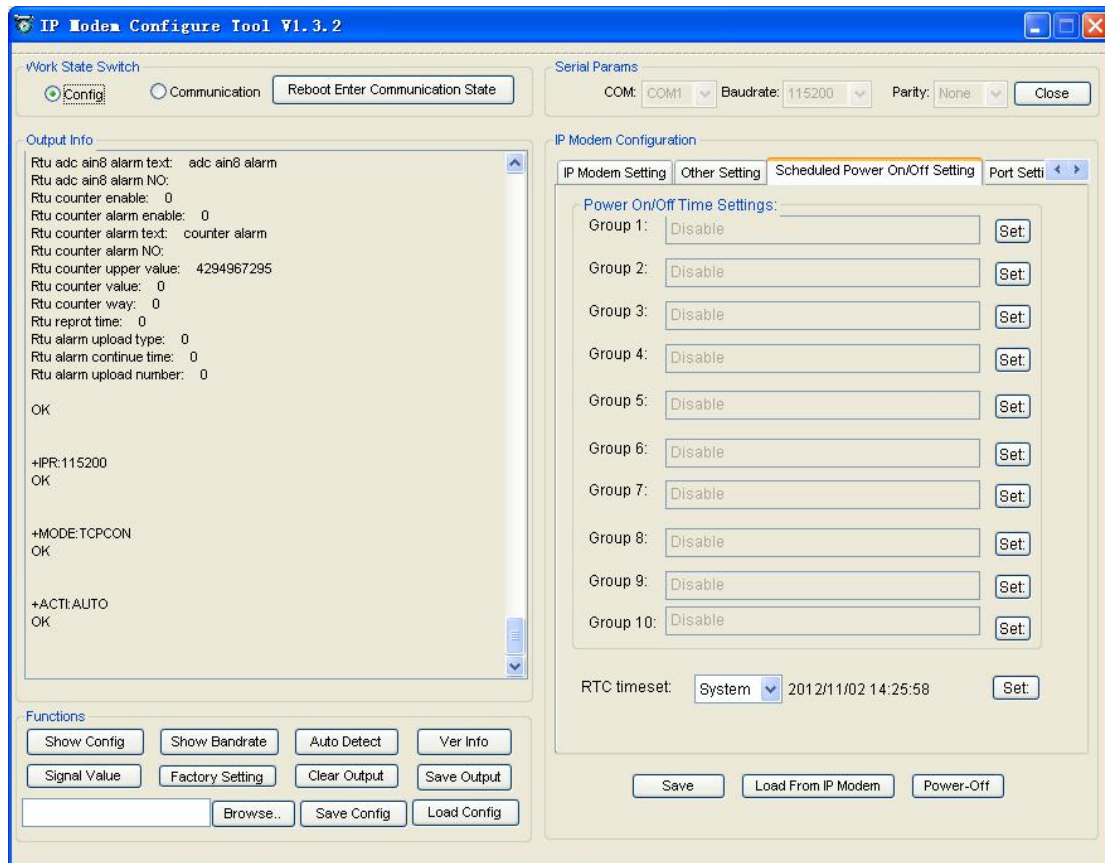 IP Modem Configure Tool V1.3.2
Work State Switch
Config
Communication
Reboot Enter Communication State
Serial Params
COM: COM1
Baudrate: 115200
Parity: None
Close
Output Info
Rtu adc ain8 alarm text: adc ain8 alarm
Rtu adc ain8 alarm NO:
Rtu counter enable: 0
Rtu counter alarm enable: 0
Rtu counter alarm text: counter alarm
Rtu counter alarm NO:
Rtu counter upper value: 4294967295
Rtu counter value: 0
Rtu counter way: 0
Rtu reprot time: 0
Rtu alarm upload type: 0
Rtu alarm continue time: 0
Rtu alarm upload number: 0
OK
+IPR:115200
OK
+MODE:TCPCON
OK
+ACTI:AUTO
OK
Functions
Show Config
Show Bandrate
Auto Detect
Ver Info
Signal Value
Factory Setting
Clear Output
Save Output
Browse..
Save Config
Load Config
IP Modem Configuration
IP Modem Setting
Other Setting
Scheduled Power On/Off Setting
Port Setti
Power On/Off Time Settings:
Group 1: Disable Set:
Group 2: Disable Set:
Group 3: Disable Set:
Group 4: Disable Set:
Group 5: Disable Set:
Group 6: Disable Set:
Group 7: Disable Set:
Group 8: Disable Set:
Group 9: Disable Set:
Group 10: Disable Set:
RTC timeset: System 2012/11/02 14:25:58 Set:
Save
Load From IP Modem
Power-Off